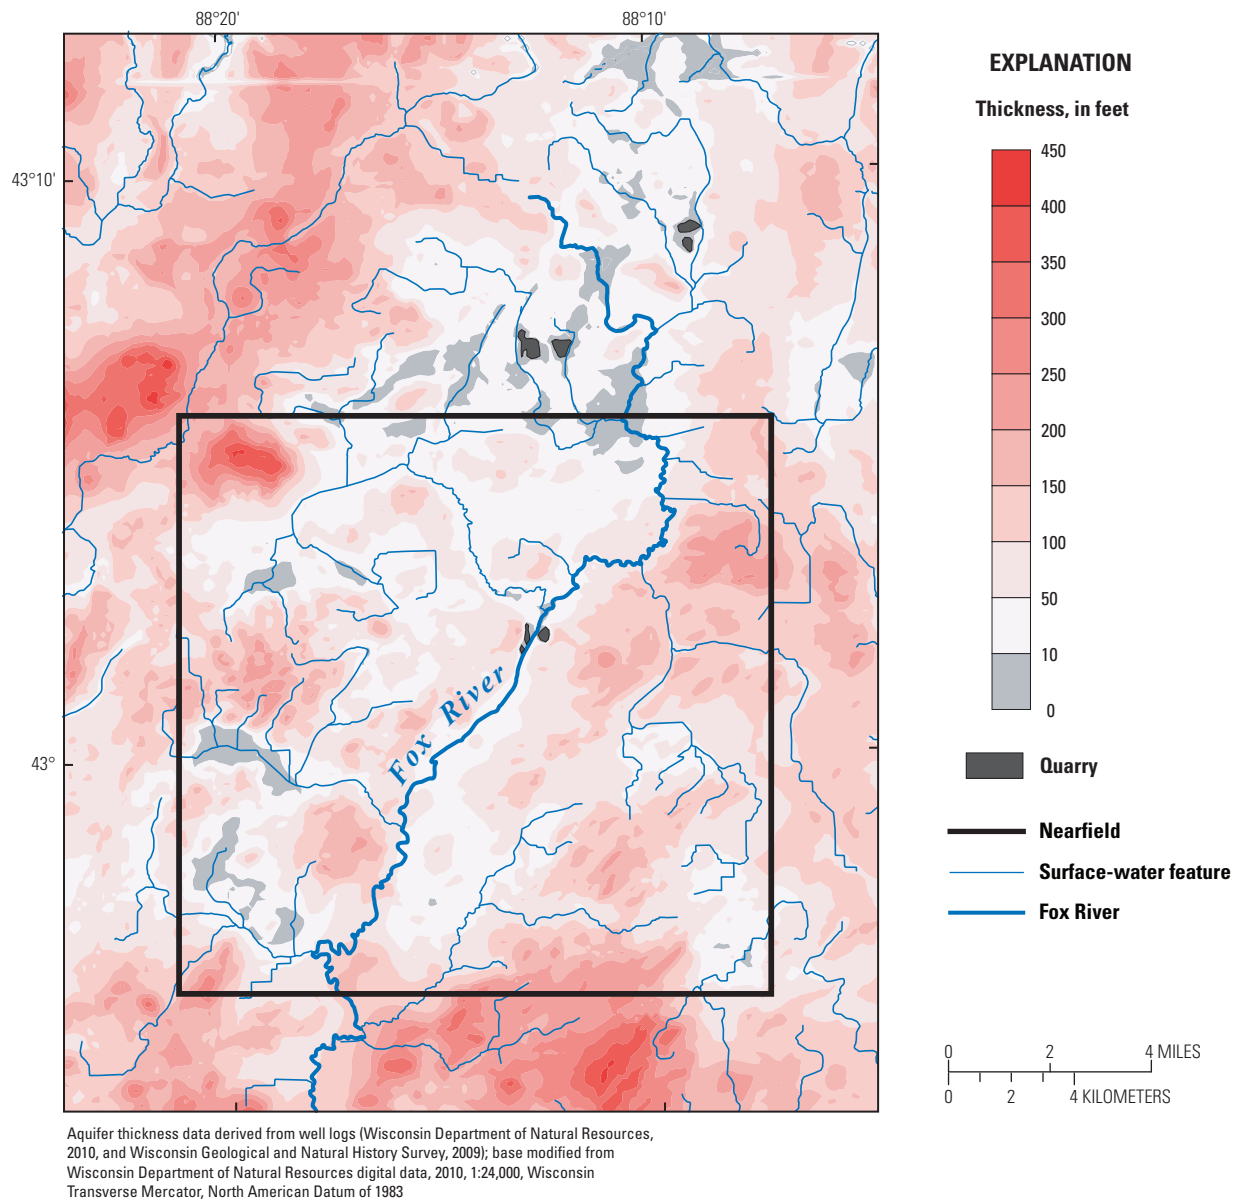 88°20'
88°10'
43°10'
43°
Fox River
EXPLANATION
Thickness, in feet
450
400
350
300
250
200
150
100
50
10
0
Quarry
Nearfield
Surface-water feature
Fox River
0 2 4 MILES
0 2 4 KILOMETERS
Aquifer thickness data derived from well logs (Wisconsin Department of Natural Resources,
2010, and Wisconsin Geological and Natural History Survey, 2009); base modified from
Wisconsin Department of Natural Resources digital data, 2010, 1:24,000, Wisconsin
Transverse Mercator, North American Datum of 1983